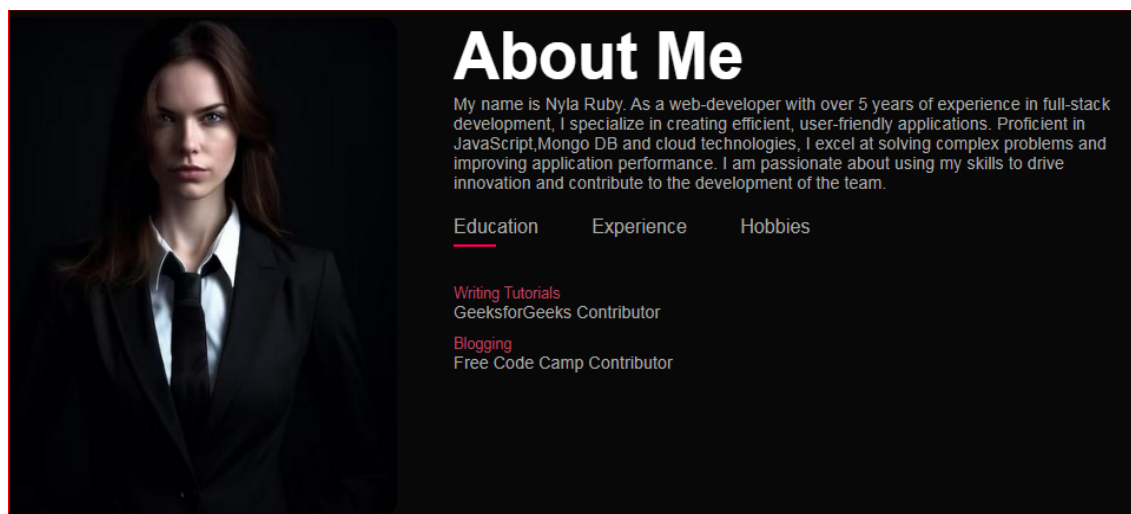 About Me
My name is Nyla Ruby. As a web-developer with over 5 years of experience in full-stack
development, I specialize in creating efficient, user-friendly applications. Proficient in
JavaScript,Mongo DB and cloud technologies, I excel at solving complex problems and
improving application performance. I am passionate about using my skills to drive
innovation and contribute to the development of the team.
Education Experience Hobbies
Writing Tutorials
GeeksforGeeks Contributor
Blogging
Free Code Camp Contributor